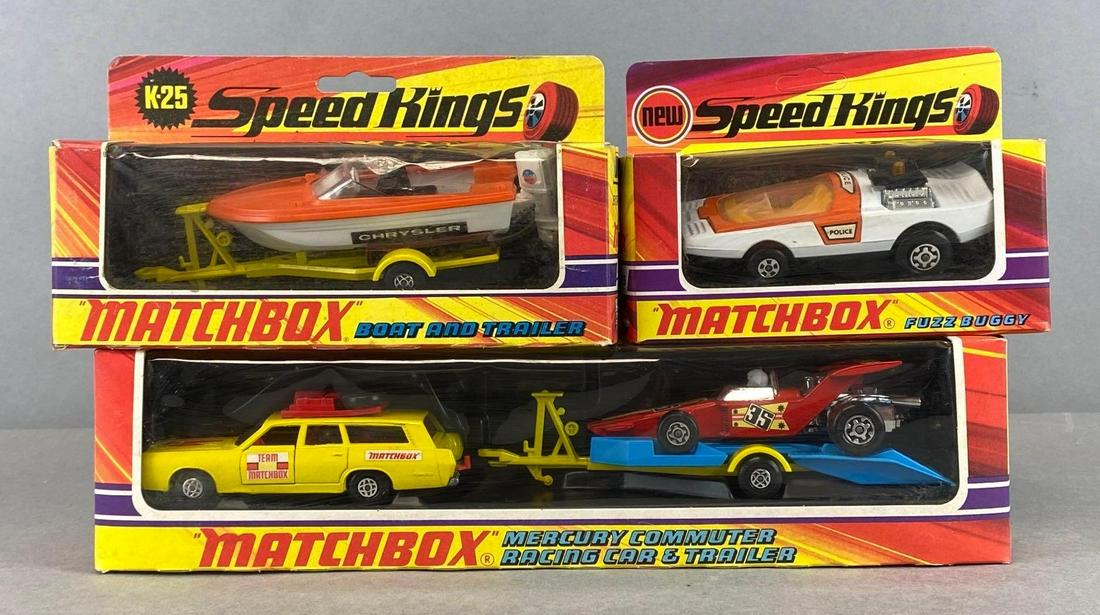 K-25 Speed Kings
CHRYSLER
"MATCHBOX"® BOAT AND TRAILER
new Speed Kings
POLICE
"MATCHBOX"® FUZZ BUGGY
TEAM
MATCHBOX
MATCHBOX
35
"MATCHBOX"® MERCURY COMMUTER
RACING CAR & TRAILER